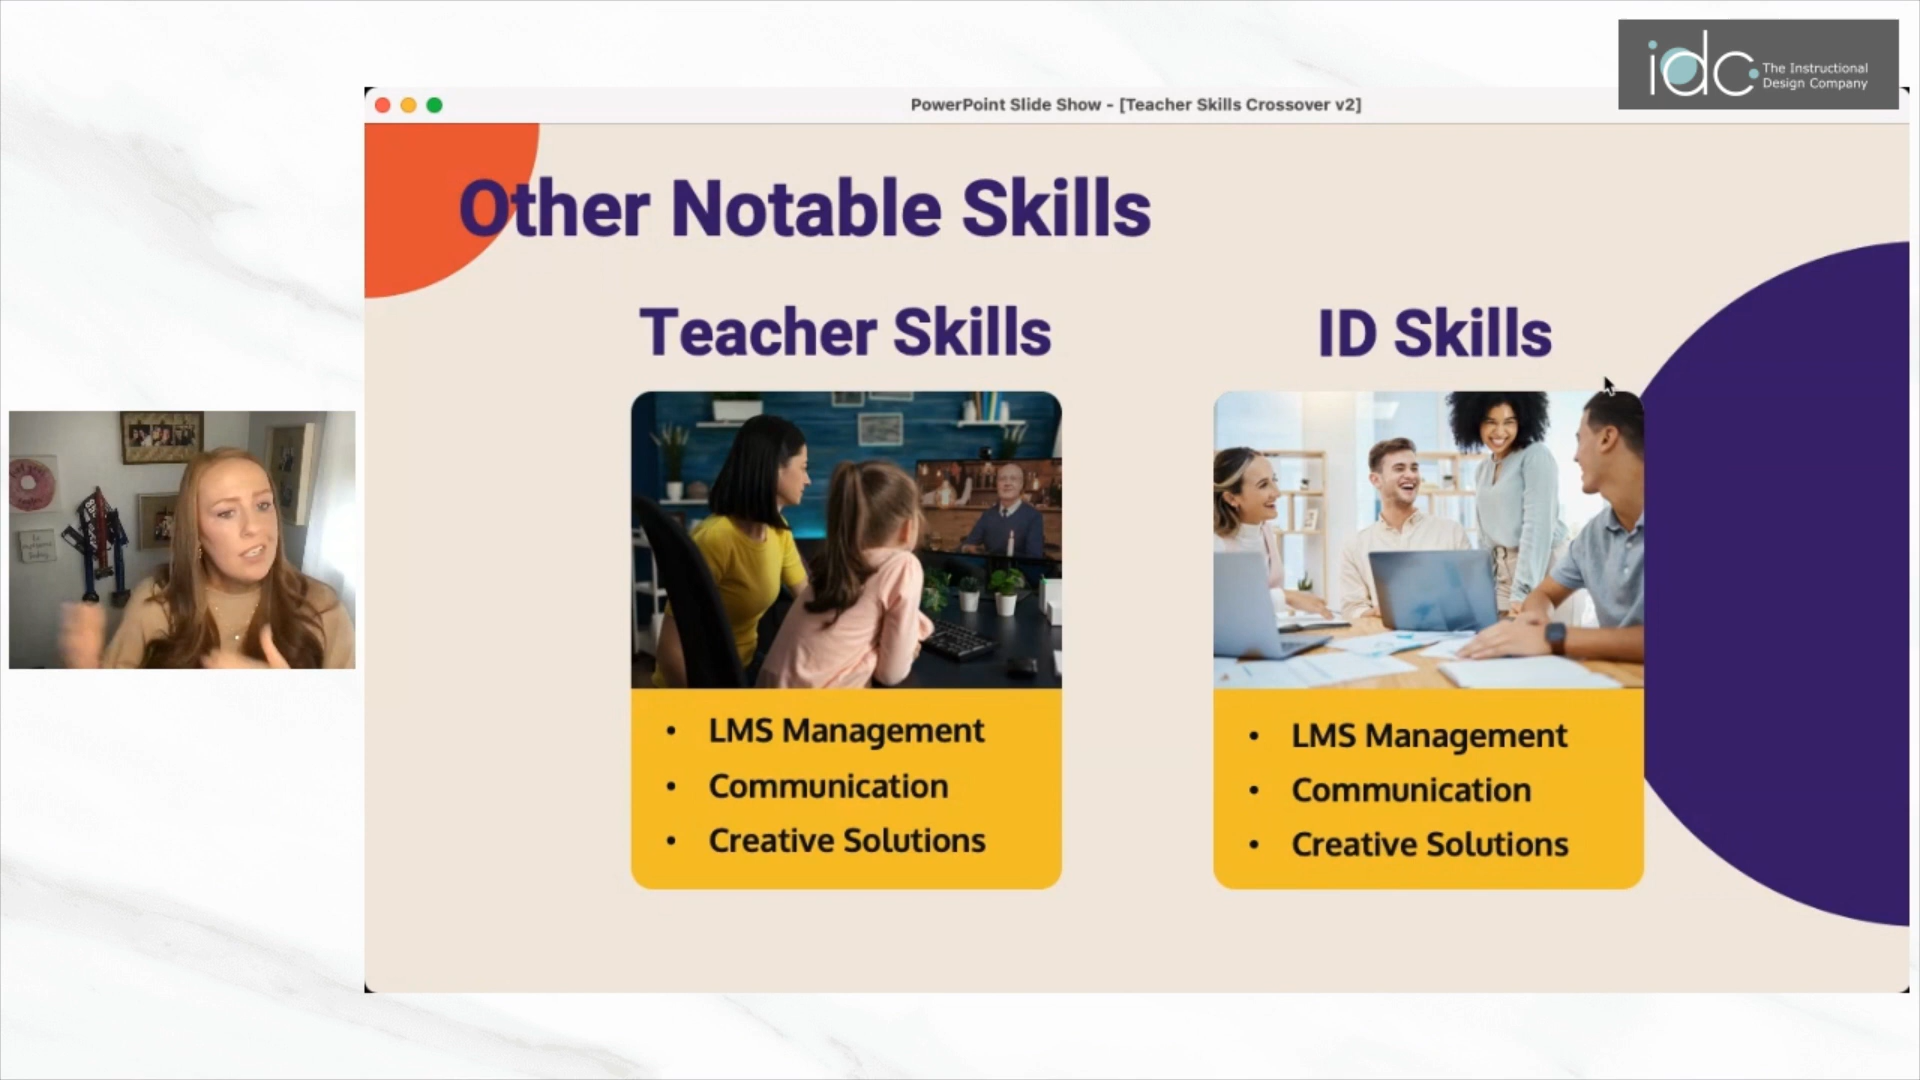 idc
The Instructional
Design Company
PowerPoint Slide Show - [Teacher Skills Crossover v2]
Other Notable Skills
Teacher Skills
ID Skills
• LMS Management
• Communication
• Creative Solutions
• LMS Management
• Communication
• Creative Solutions